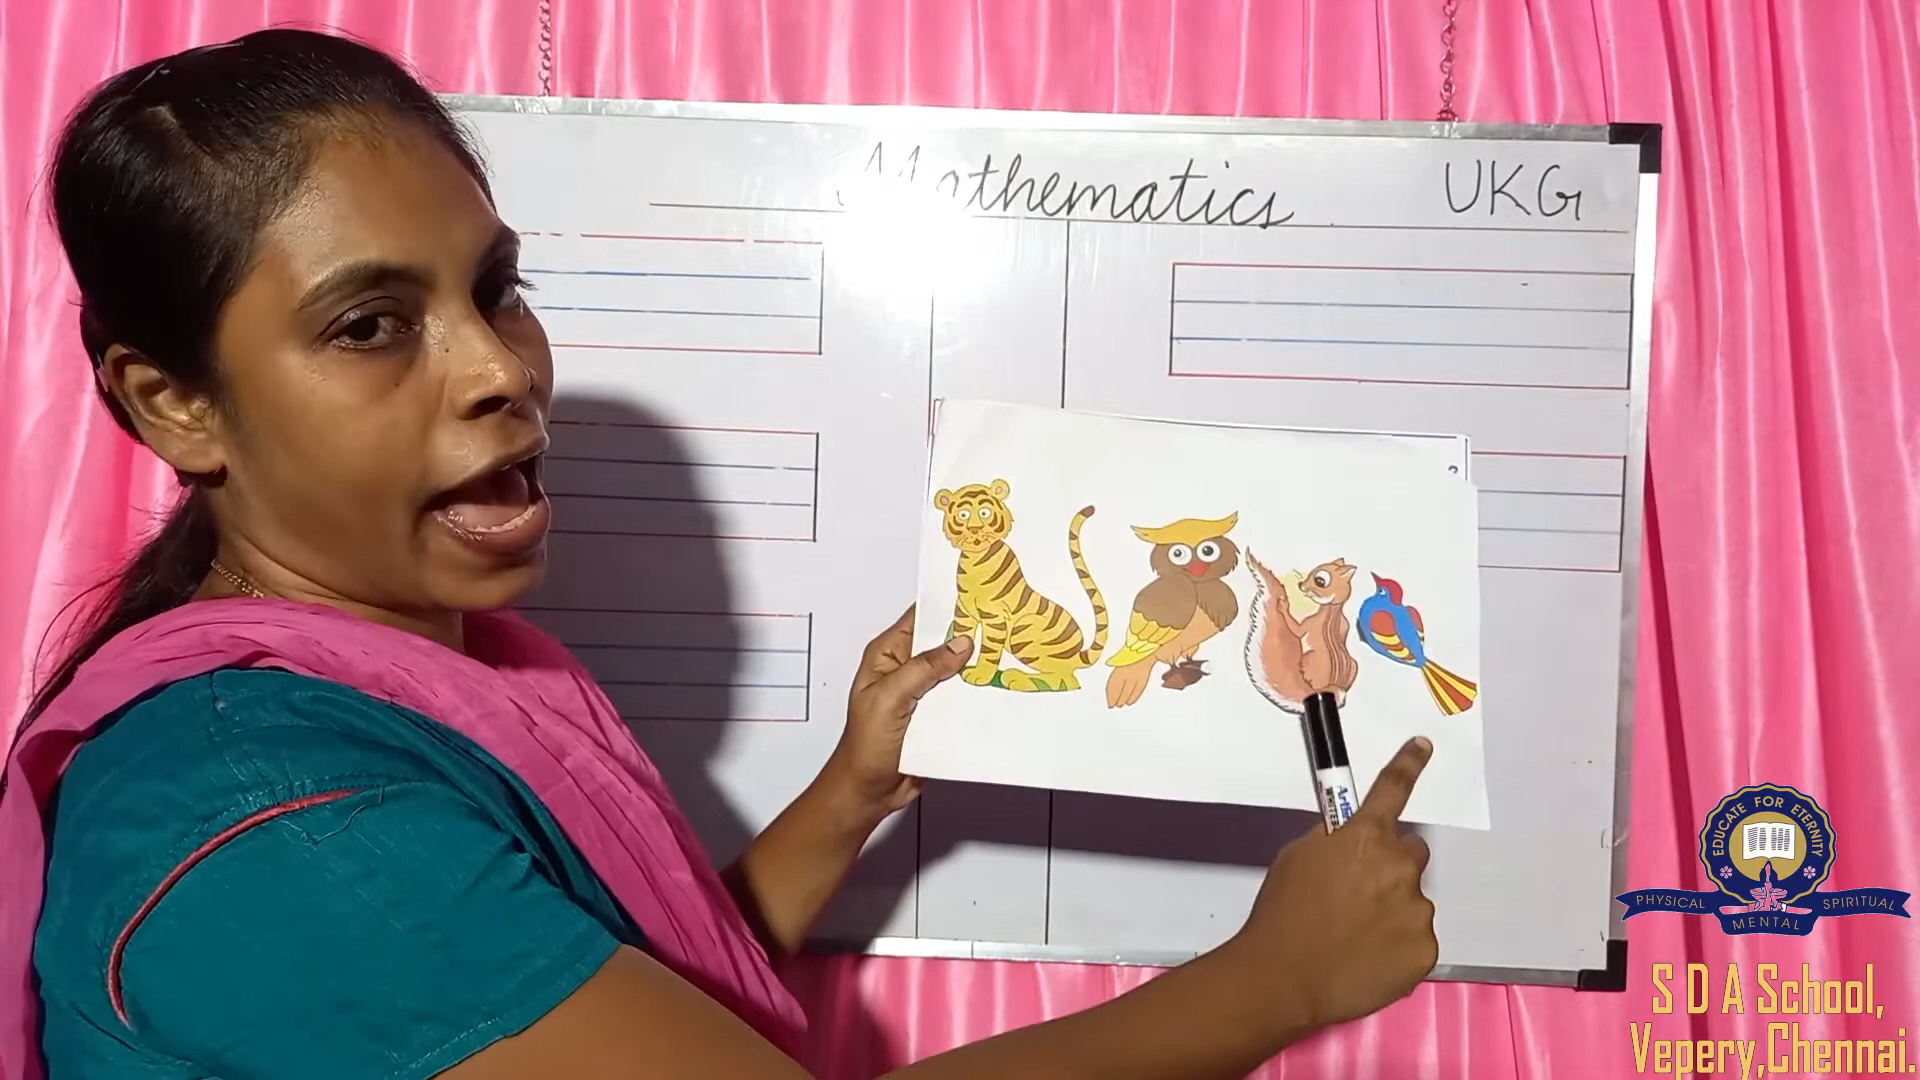 Mathematics
UKG
EDUCATE FOR ETERNITY
PHYSICAL
MENTAL
SPIRITUAL
S D A School,
Vepery,Chennai.